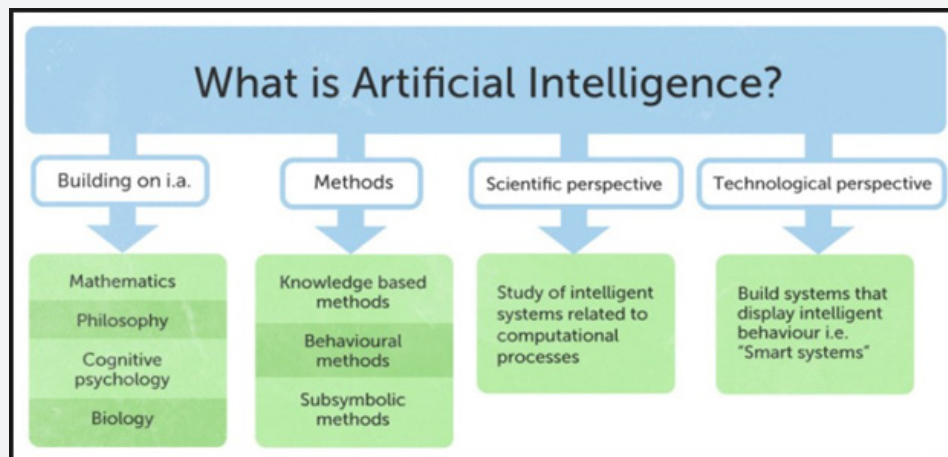 What is Artificial Intelligence?
Building on i.a.
Mathematics
Philosophy
Cognitive
psychology
Biology
Methods
Knowledge based
methods
Behavioural
methods
Subsymbolic
methods
Scientific perspective
Study of intelligent
systems related to
computational
processes
Technological perspective
Build systems that
display intelligent
behaviour i.e.
"Smart systems"